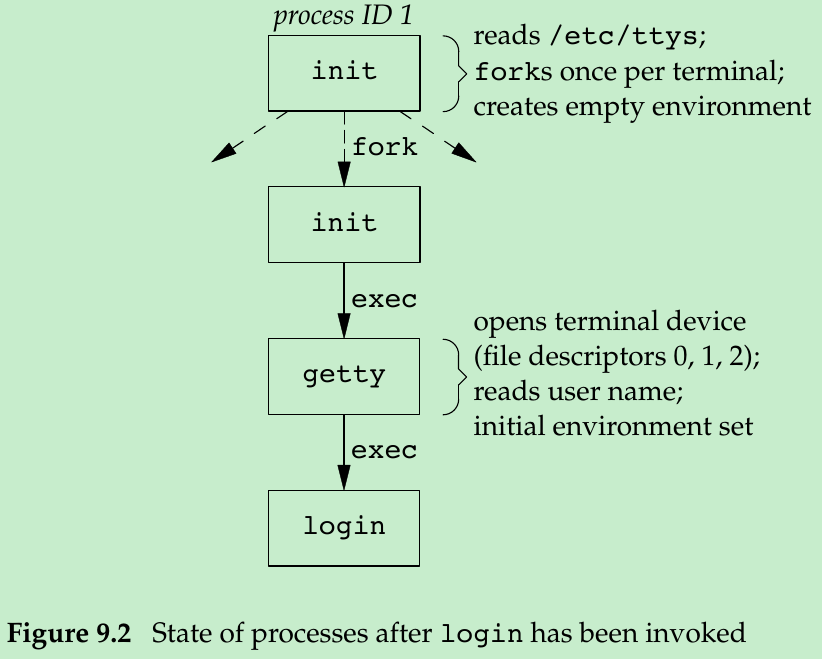 process ID 1
init
reads /etc/ttys;
forks once per terminal;
creates empty environment
fork
init
exec
getty
opens terminal device
(file descriptors 0, 1, 2);
reads user name;
initial environment set
exec
login
Figure 9.2 State of processes after login has been invoked